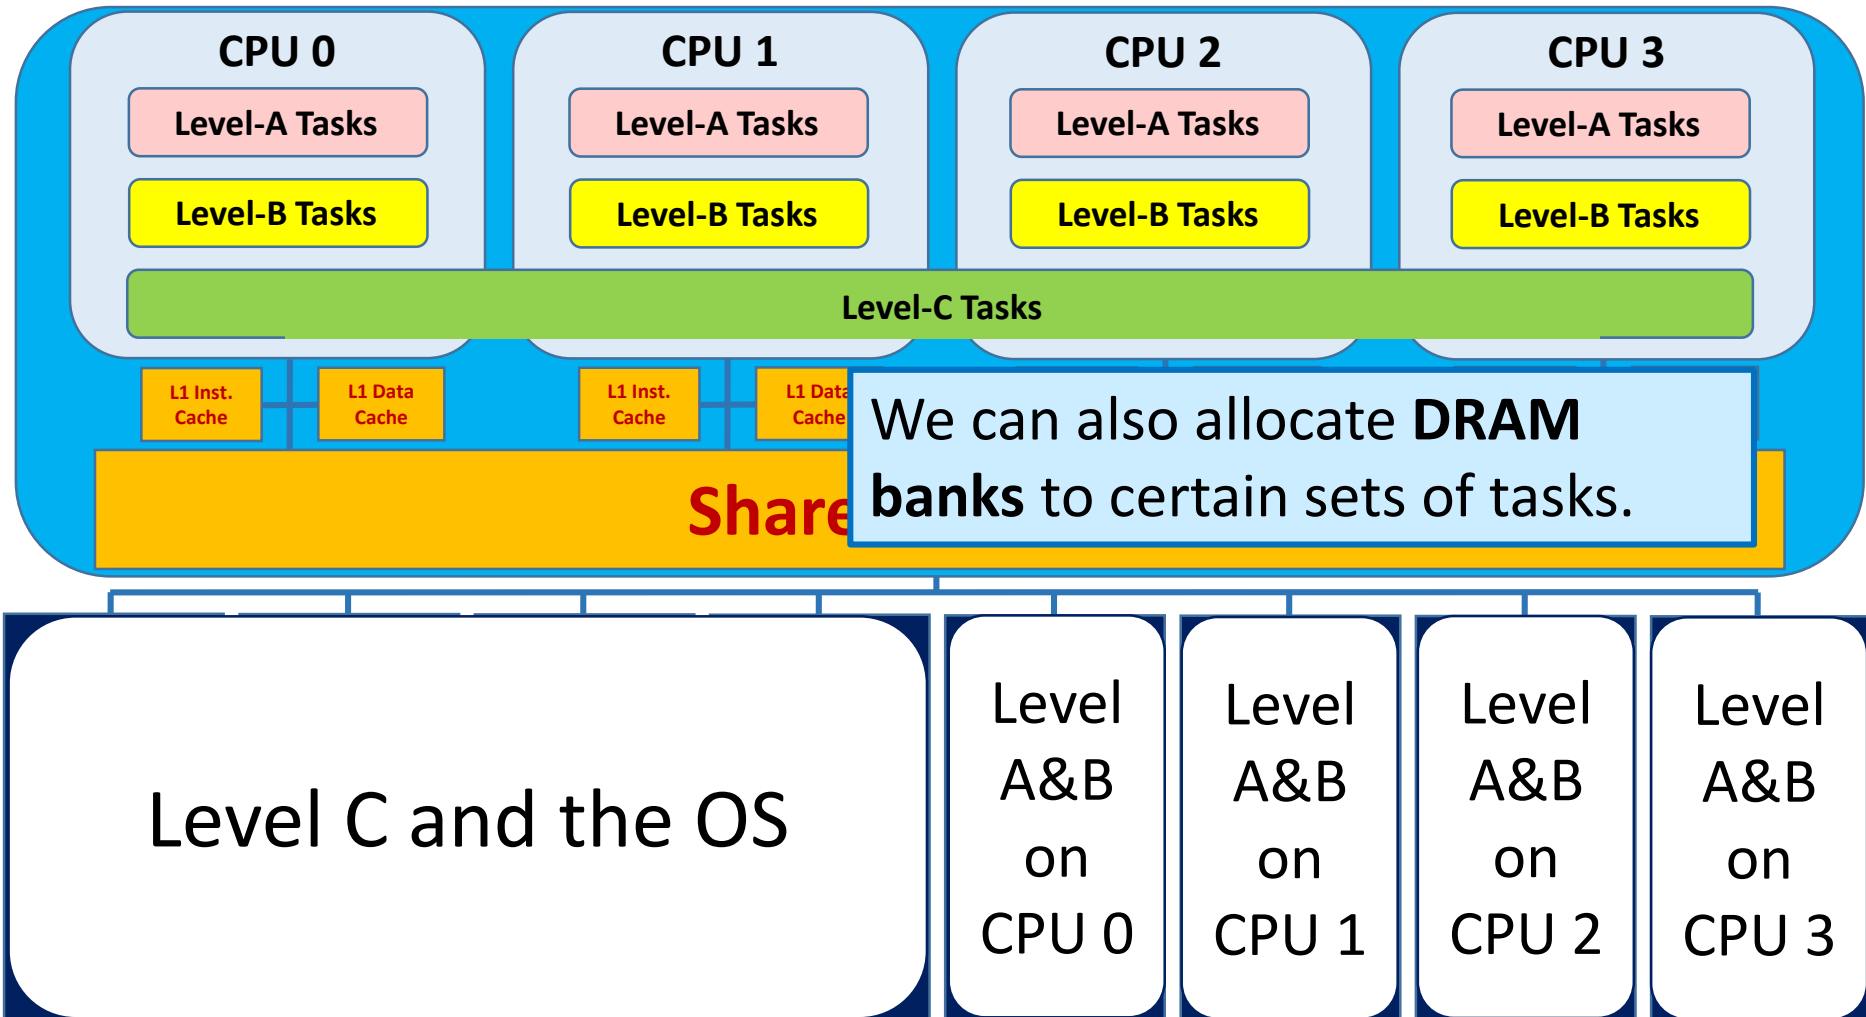 CPU 0
CPU 1
CPU 2
CPU 3
Level-A Tasks
Level-A Tasks
Level-A Tasks
Level-A Tasks
Level-B Tasks
Level-B Tasks
Level-B Tasks
Level-B Tasks
Level-C Tasks
L1 Inst.
Cache
L1 Data
Cache
L1 Inst.
Cache
L1 Data
Cache
We can also allocate DRAM
banks to certain sets of tasks.
Level C and the OS
Level
A&B
on
CPU 0
Level
A&B
on
CPU 1
Level
A&B
on
CPU 2
Level
A&B
on
CPU 3